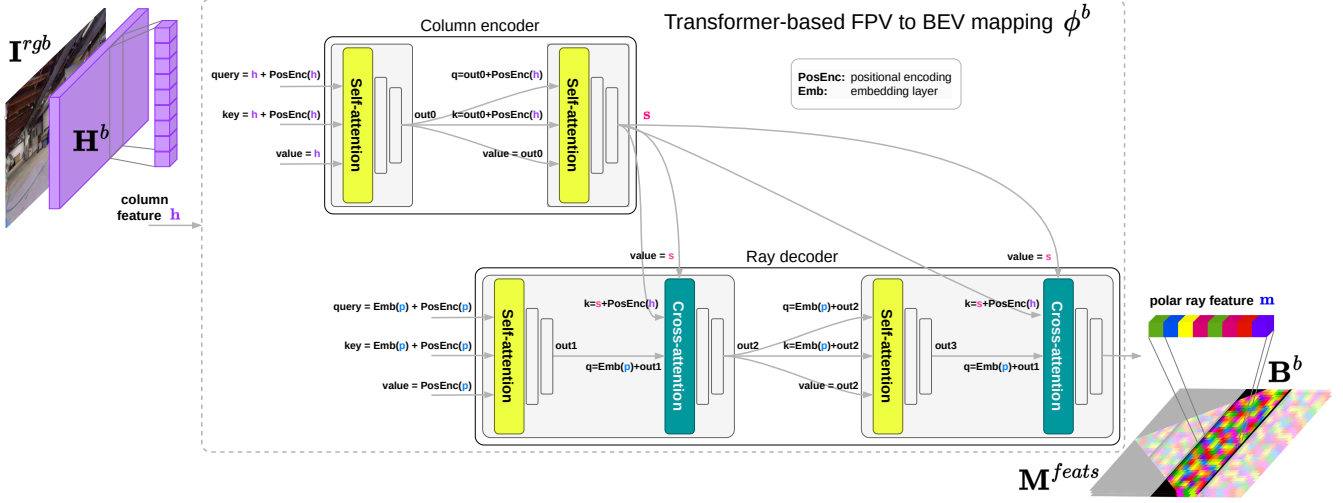 Transformer-based FPV to BEV mapping ϕ^b
I^rgb
H^b
column
feature h
Column encoder
query = h + PosEnc(h)
key = h + PosEnc(h)
value = h
Self-attention
out0
q=out0+PosEnc(h)
k=out0+PosEnc(h)
value = out0
Self-attention
s
PosEnc: positional encoding
Emb: embedding layer
value = s
Ray decoder
value = s
query = Emb(p) + PosEnc(p)
key = Emb(p) + PosEnc(p)
value = PosEnc(p)
Self-attention
out1
k=s+PosEnc(h)
q=Emb(p)+out1
Cross-attention
out2
q=Emb(p)+out2
k=Emb(p)+out2
value = out2
Self-attention
out3
k=s+PosEnc(h)
q=Emb(p)+out1
Cross-attention
polar ray feature m
B^b
M^feats